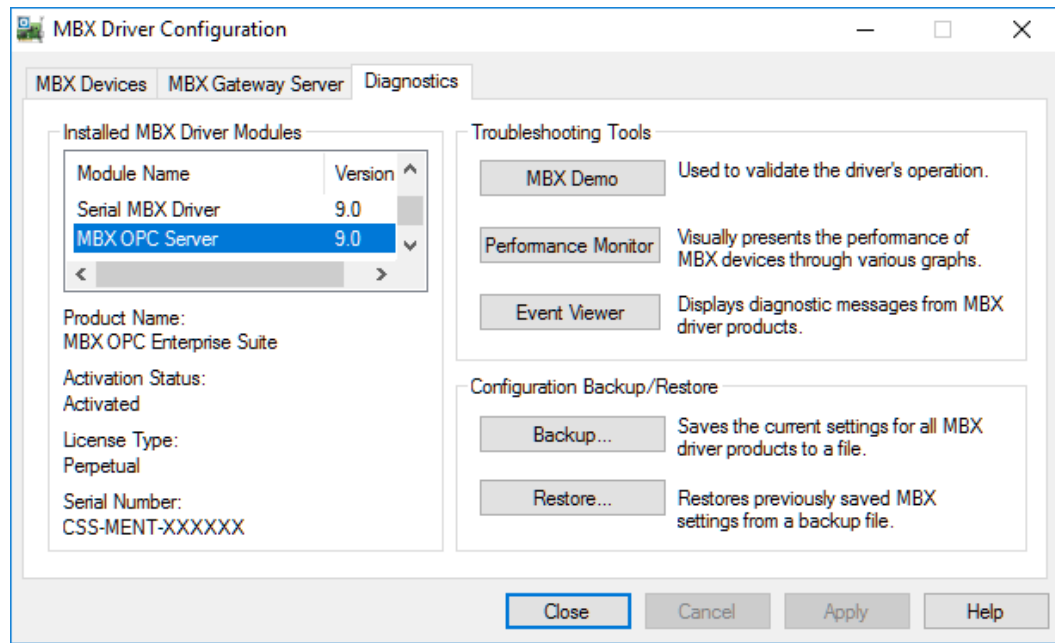 MBX Driver Configuration
MBX Devices
MBX Gateway Server
Diagnostics
Installed MBX Driver Modules
Module Name Version
Serial MBX Driver 9.0
MBX OPC Server 9.0
Product Name:
MBX OPC Enterprise Suite
Activation Status:
Activated
License Type:
Perpetual
Serial Number:
CSS-MENT-XXXXXX
Troubleshooting Tools
MBX Demo
Used to validate the driver's operation.
Performance Monitor
Visually presents the performance of
MBX devices through various graphs.
Event Viewer
Displays diagnostic messages from MBX
driver products.
Configuration Backup/Restore
Backup...
Saves the current settings for all MBX
driver products to a file.
Restore...
Restores previously saved MBX
settings from a backup file.
Close
Cancel
Apply
Help